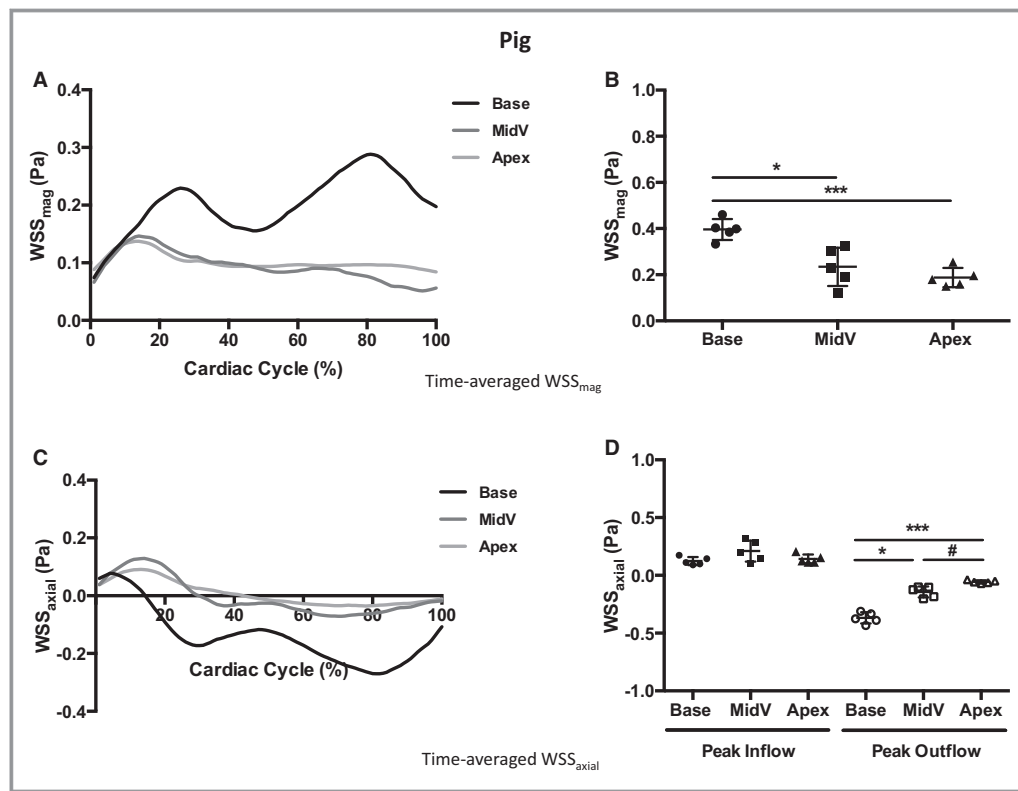 Pig
A
0.4
0.3
0.2
0.1
0.0
WSSmag (Pa)
0 20 40 60 80 100
Cardiac Cycle (%)
Base
MidV
Apex
B
1.0
0.8
0.6
0.4
0.2
0.0
WSSmag (Pa)
*
***
Base MidV Apex
Time-averaged WSSmag
C
0.4
0.2
0.0
-0.2
-0.4
WSSaxial (Pa)
20 40 60 80 100
Cardiac Cycle (%)
Base
MidV
Apex
D
1.0
0.5
0.0
-0.5
-1.0
WSSaxial (Pa)
***
* #
Base MidV Apex Base MidV Apex
Peak Inflow Peak Outflow
Time-averaged WSSaxial